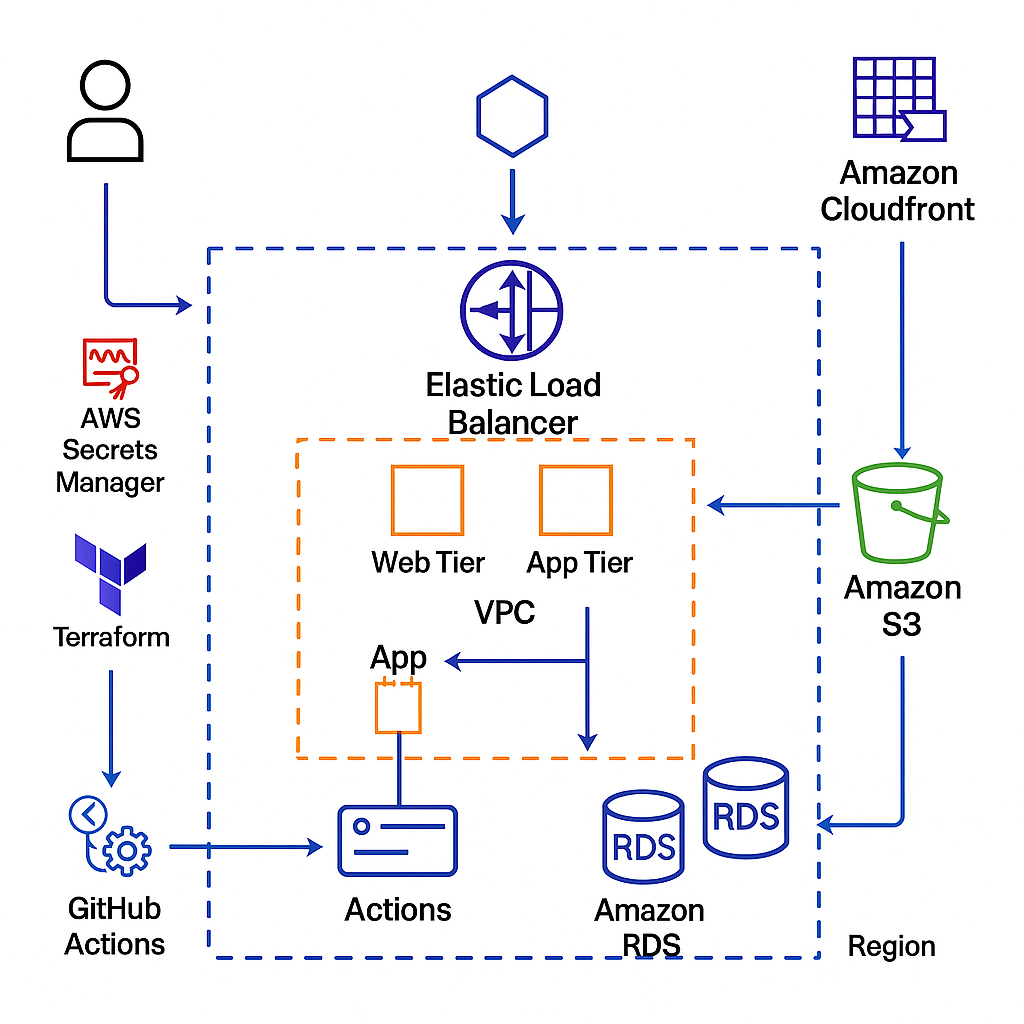 Amazon
Cloudfront
Elastic Load
Balancer
AWS
Secrets
Manager
Web Tier
App Tier
VPC
Amazon
S3
Terraform
App
RDS
RDS
GitHub
Actions
Actions
Amazon
RDS
Region